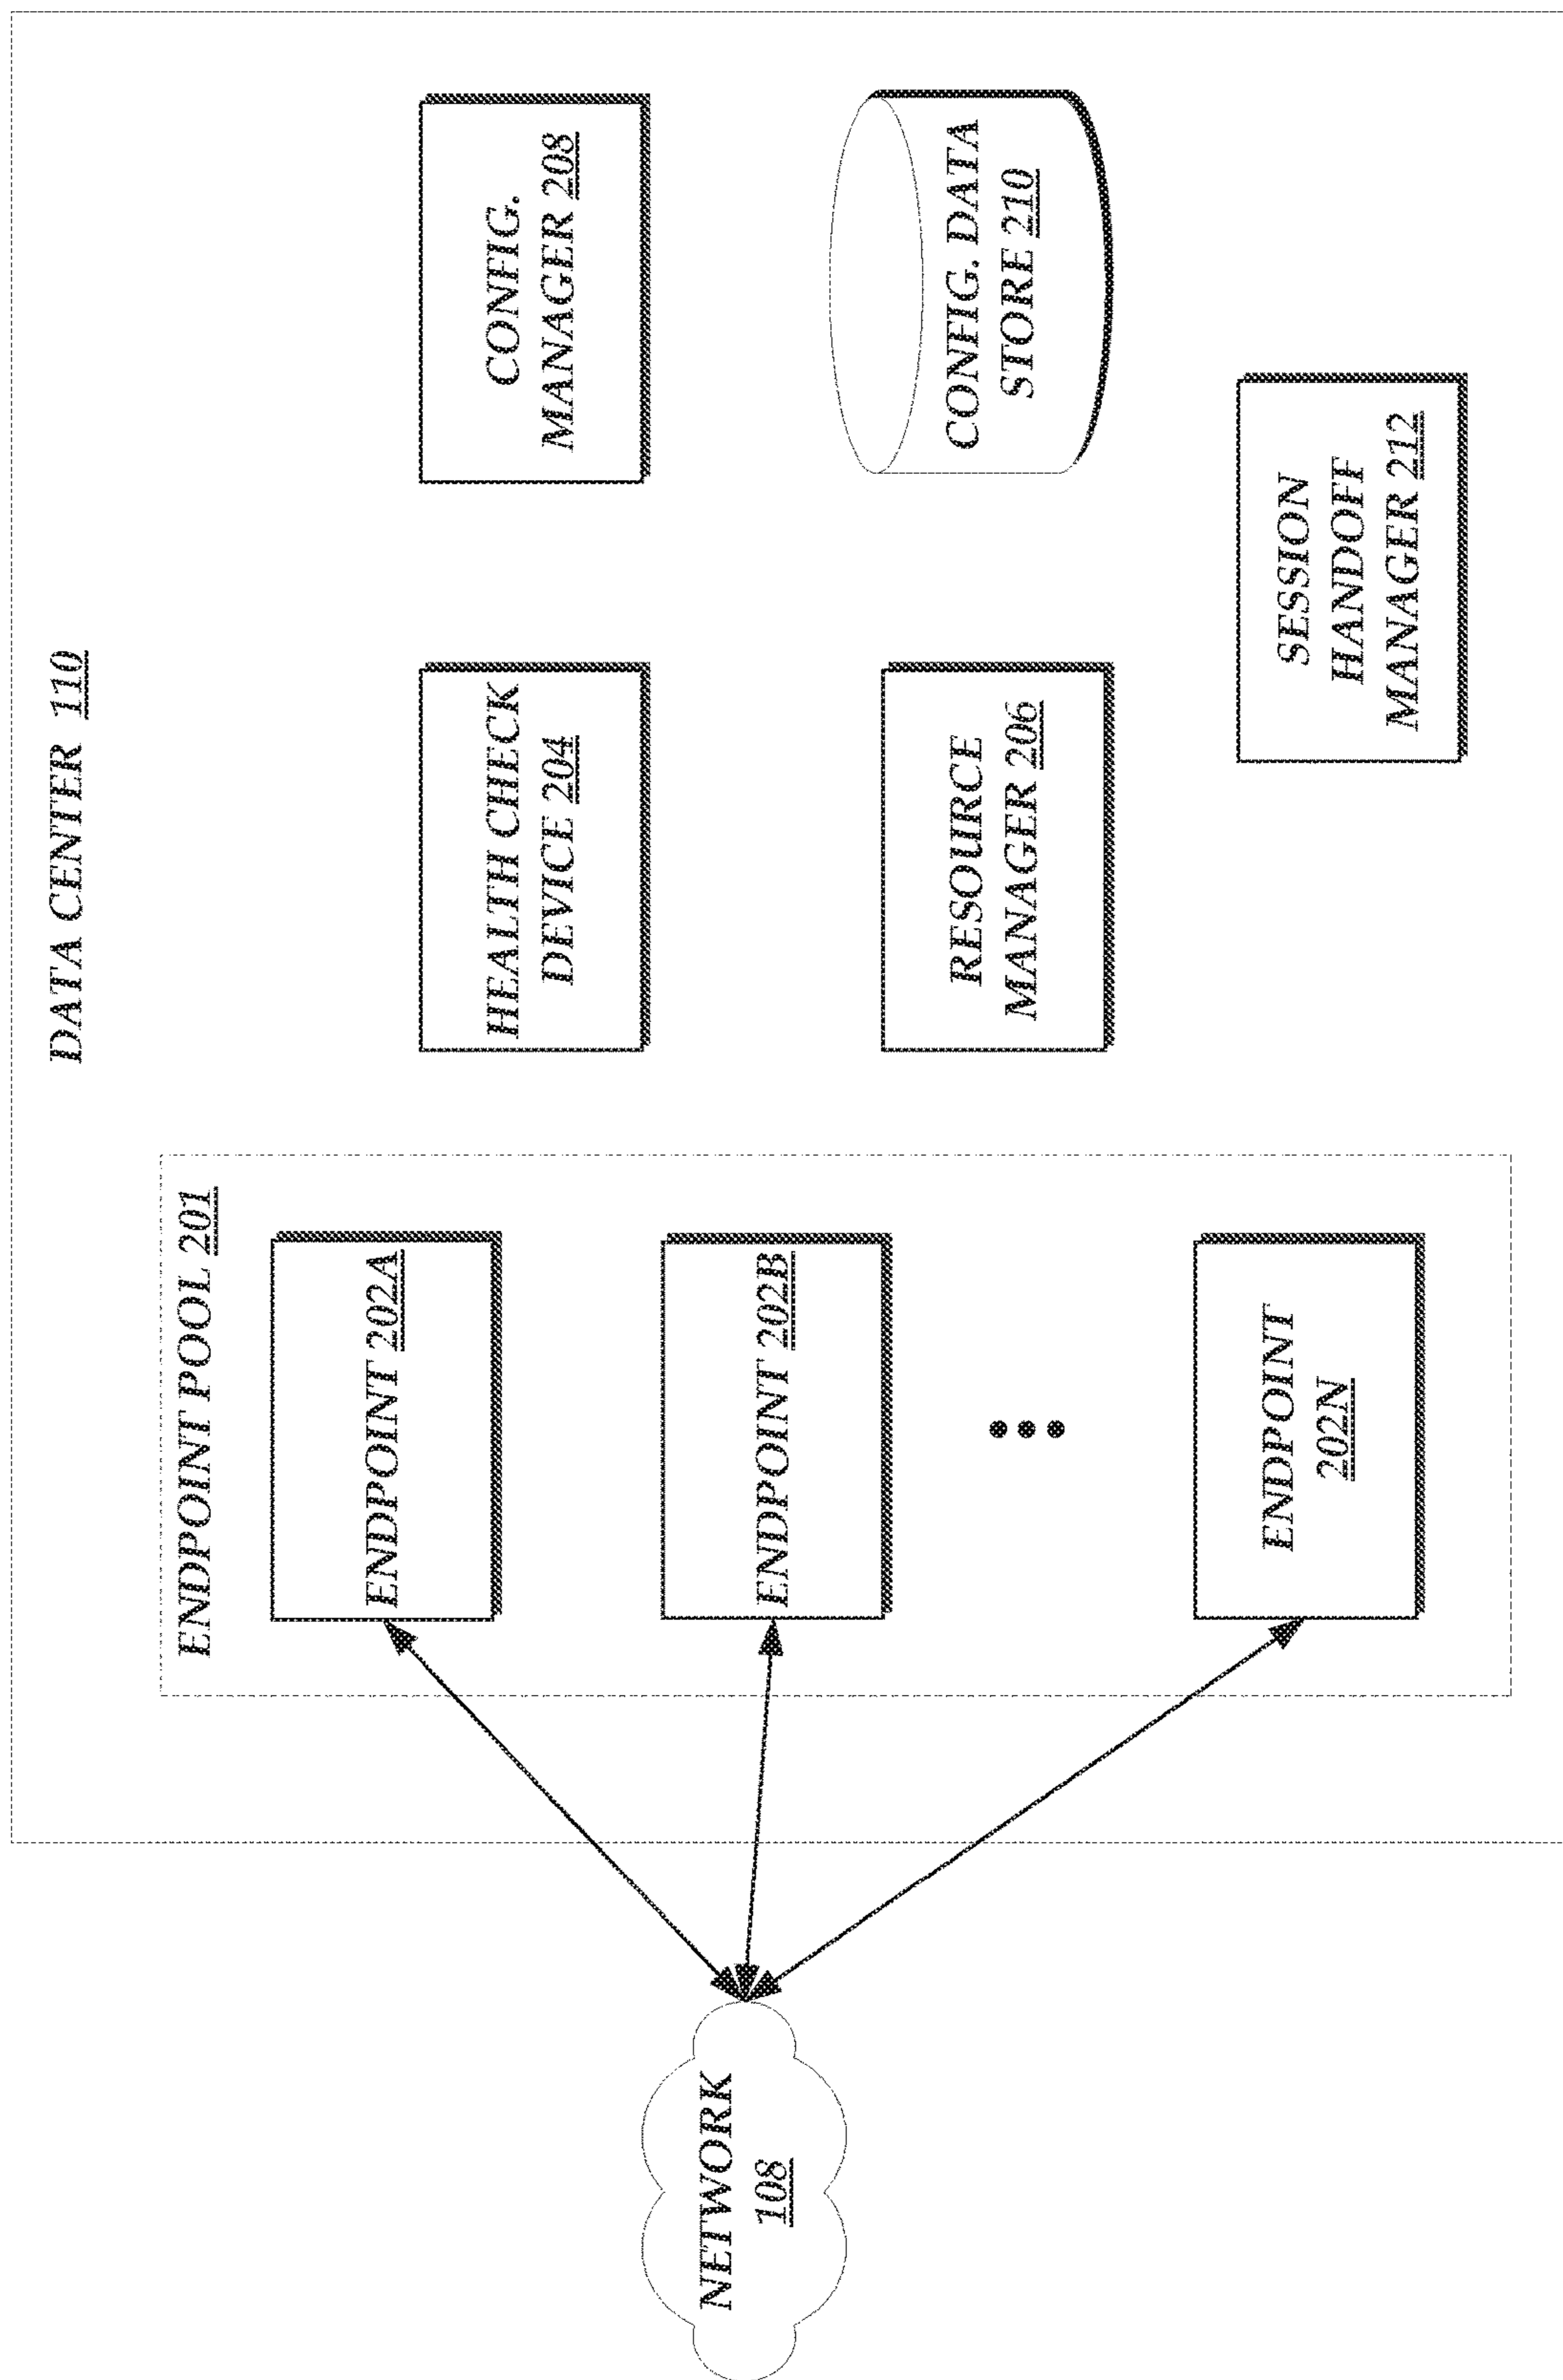 DATA CENTER 110
ENDPOINT POOL 201
ENDPOINT 202A
ENDPOINT 202B
ENDPOINT
202N
HEALTH CHECK
DEVICE 204
RESOURCE
MANAGER 206
CONFIG.
MANAGER 208
CONFIG. DATA
STORE 210
SESSION
HANDOFF
MANAGER 212
NETWORK
108